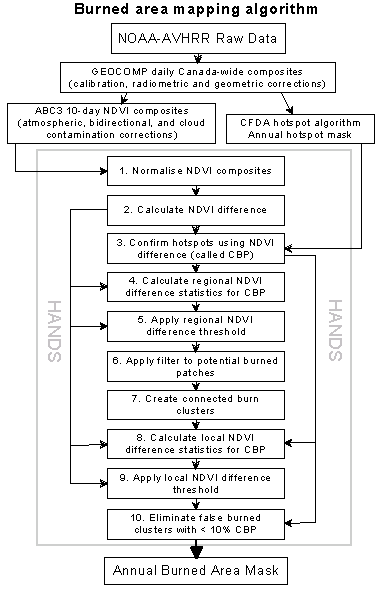 Burned area mapping algorithm
NOAA-AVHRR Raw Data
GEOCOMP daily Canada-wide composites
(calibration, radiometric and geometric corrections)
ABC3 10-day NDVI composites
(atmospheric, bidirectional, and cloud
contamination corrections)
CFDA hotspot algorithm
Annual hotspot mask
1. Normalise NDVI composites
2. Calculate NDVI difference
3. Confirm hotspots using NDVI
difference (called CBP)
4. Calculate regional NDVI
difference statistics for CBP
5. Apply regional NDVI
difference threshold
6. Apply filter to potential burned
patches
7. Create connected burn
clusters
8. Calculate local NDVI
difference statistics for CBP
9. Apply local NDVI difference
threshold
10. Eliminate false burned
clusters with < 10% CBP
HANDS
HANDS
Annual Burned Area Mask